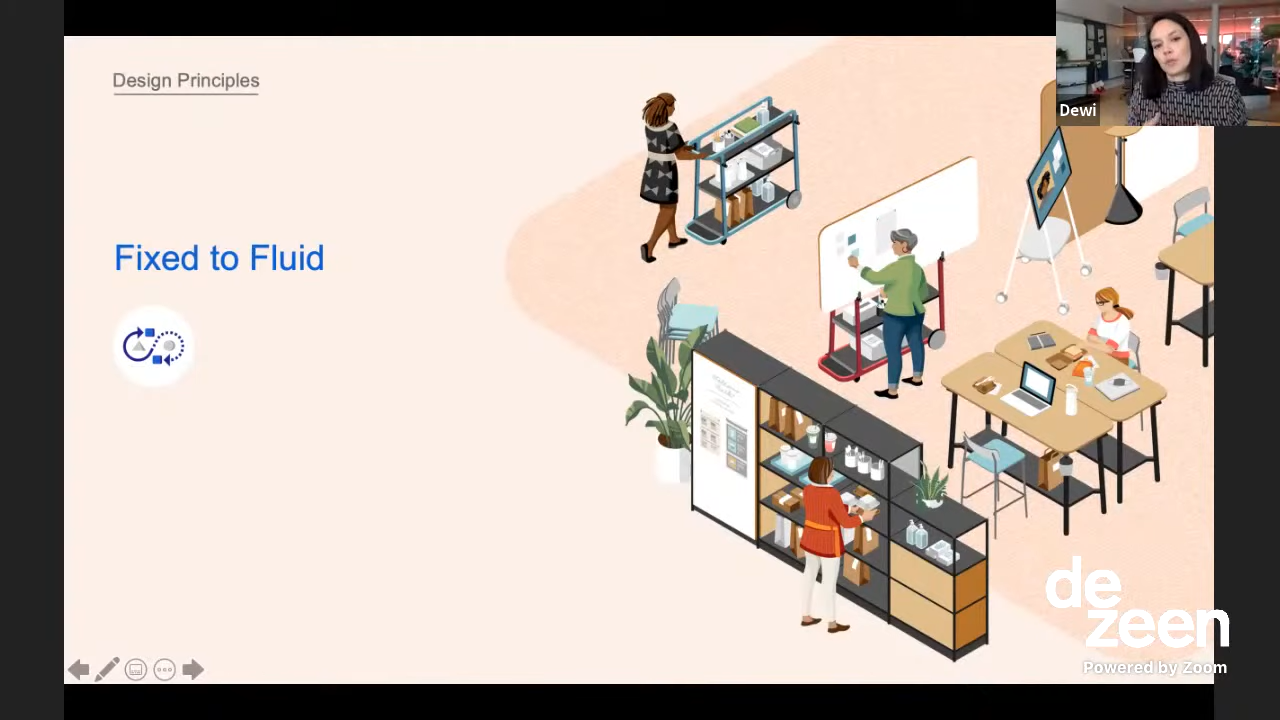 Design Principles
Dewi
Fixed to Fluid
de
zeen
Powered by Zoom